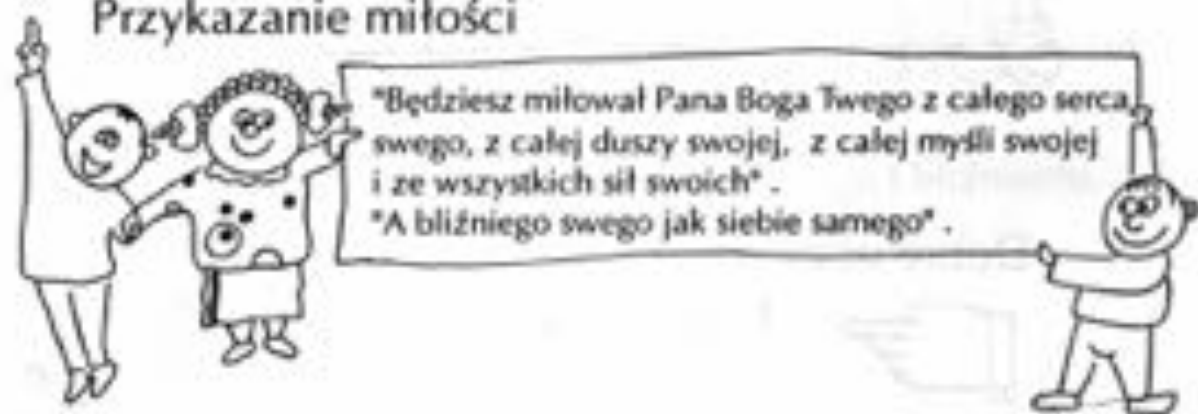 Przykazanie miłości
"Będziesz miłował Pana Boga Twego z całego serca
swego, z całej duszy swojej, z całej myśli swojej
i ze wszystkich sił swoich" .
"A bliźniego swego jak siebie samego" .